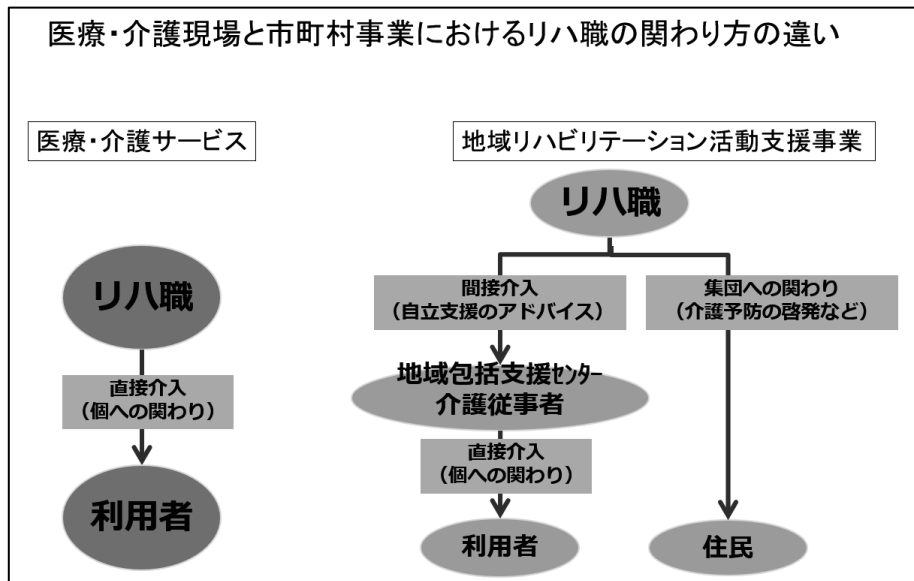 医療・介護現場と市町村事業におけるリハ職の関わり方の違い
医療・介護サービス
リハ職
直接介入
（個への関わり）
利用者
地域リハビリテーション活動支援事業
リハ職
間接介入
（自立支援のアドバイス）
集団への関わり
（介護予防の啓発など）
地域包括支援ｾﾝﾀｰ
介護従事者
直接介入
（個への関わり）
利用者
住民